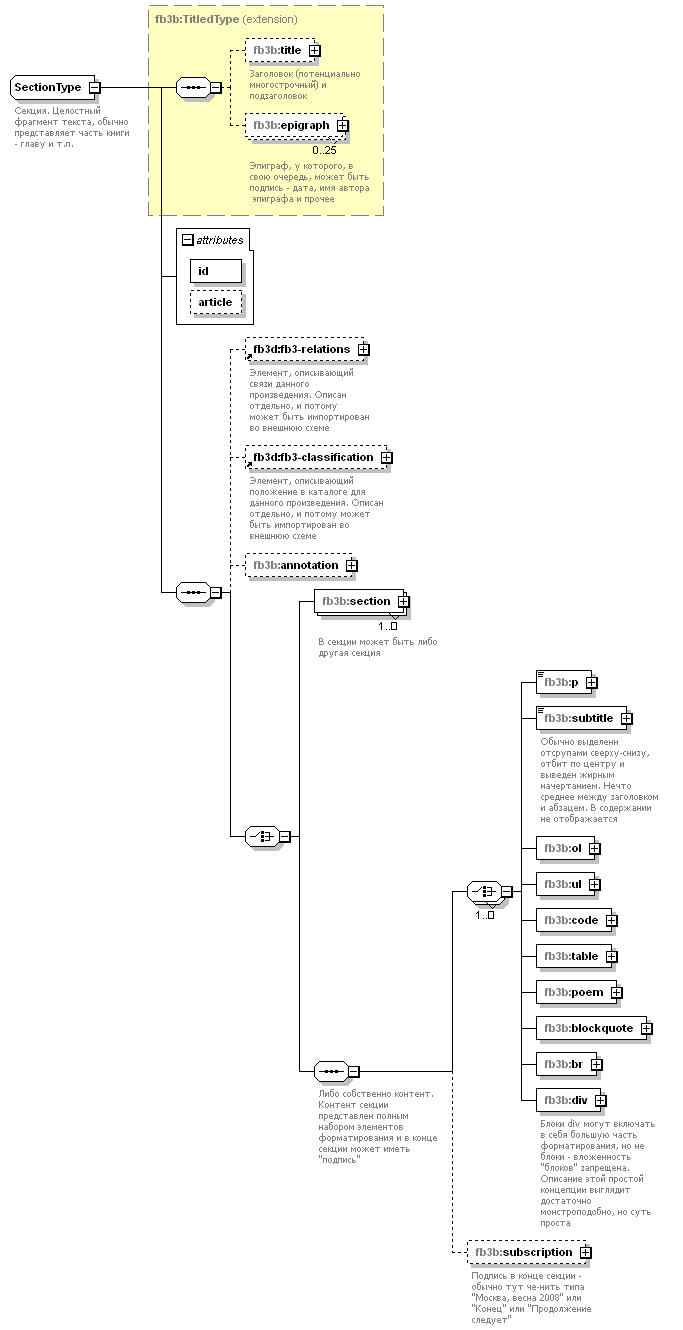 fb3b:TitledType (extension)
fb3b:title
Заголовок (потенциально
многострочный) и
подзаголовок
SectionType
Секция. Целостный
фрагмент текста, обычно
представляет часть книги
- главу и т.п.
fb3b:epigraph
0..25
Эпиграф, у которого, в
свою очередь, может быть
подпись - дата, имя автора
эпиграфа и прочее
attributes
id
article
fb3d:fb3-relations
Элемент, описывающий
связи данного
произведения. Описан
отдельно, и потому
может быть импортирован
во внешнюю схеме
fb3d:fb3-classification
Элемент, описывающий
положение в каталоге для
данного произведения. Описан
отдельно, и потому может
быть импортирован во
внешнюю схеме
fb3b:annotation
fb3b:section
1..
В секции может быть либо
другая секция
fb3b:p
fb3b:subtitle
Обычно выделенн
отсрупами сверху-снизу,
отбит по центру и
выведен жирным
начертанием. Нечто
среднее между заголовком
и абзацем. В содержании
не отображается
fb3b:ol
fb3b:ul
1..
fb3b:code
fb3b:table
fb3b:poem
fb3b:blockquote
fb3b:br
fb3b:div
Блоки div могут включать
в себя большую часть
форматирования, но не
блоки - вложенность
"блоков" запрещена.
Описание этой простой
концепции выглядит
достаточно
монстроподобно, но суть
проста
Либо собственно контент.
Контент секции
представлен полным
набором элементов
форматирования и в конце
секции может иметь
"подпись"
fb3b:subscription
Подпись в конце секции -
обычно тут че-нить типа
"Москва, весна 2008" или
"Конец" или "Продолжение
следует"